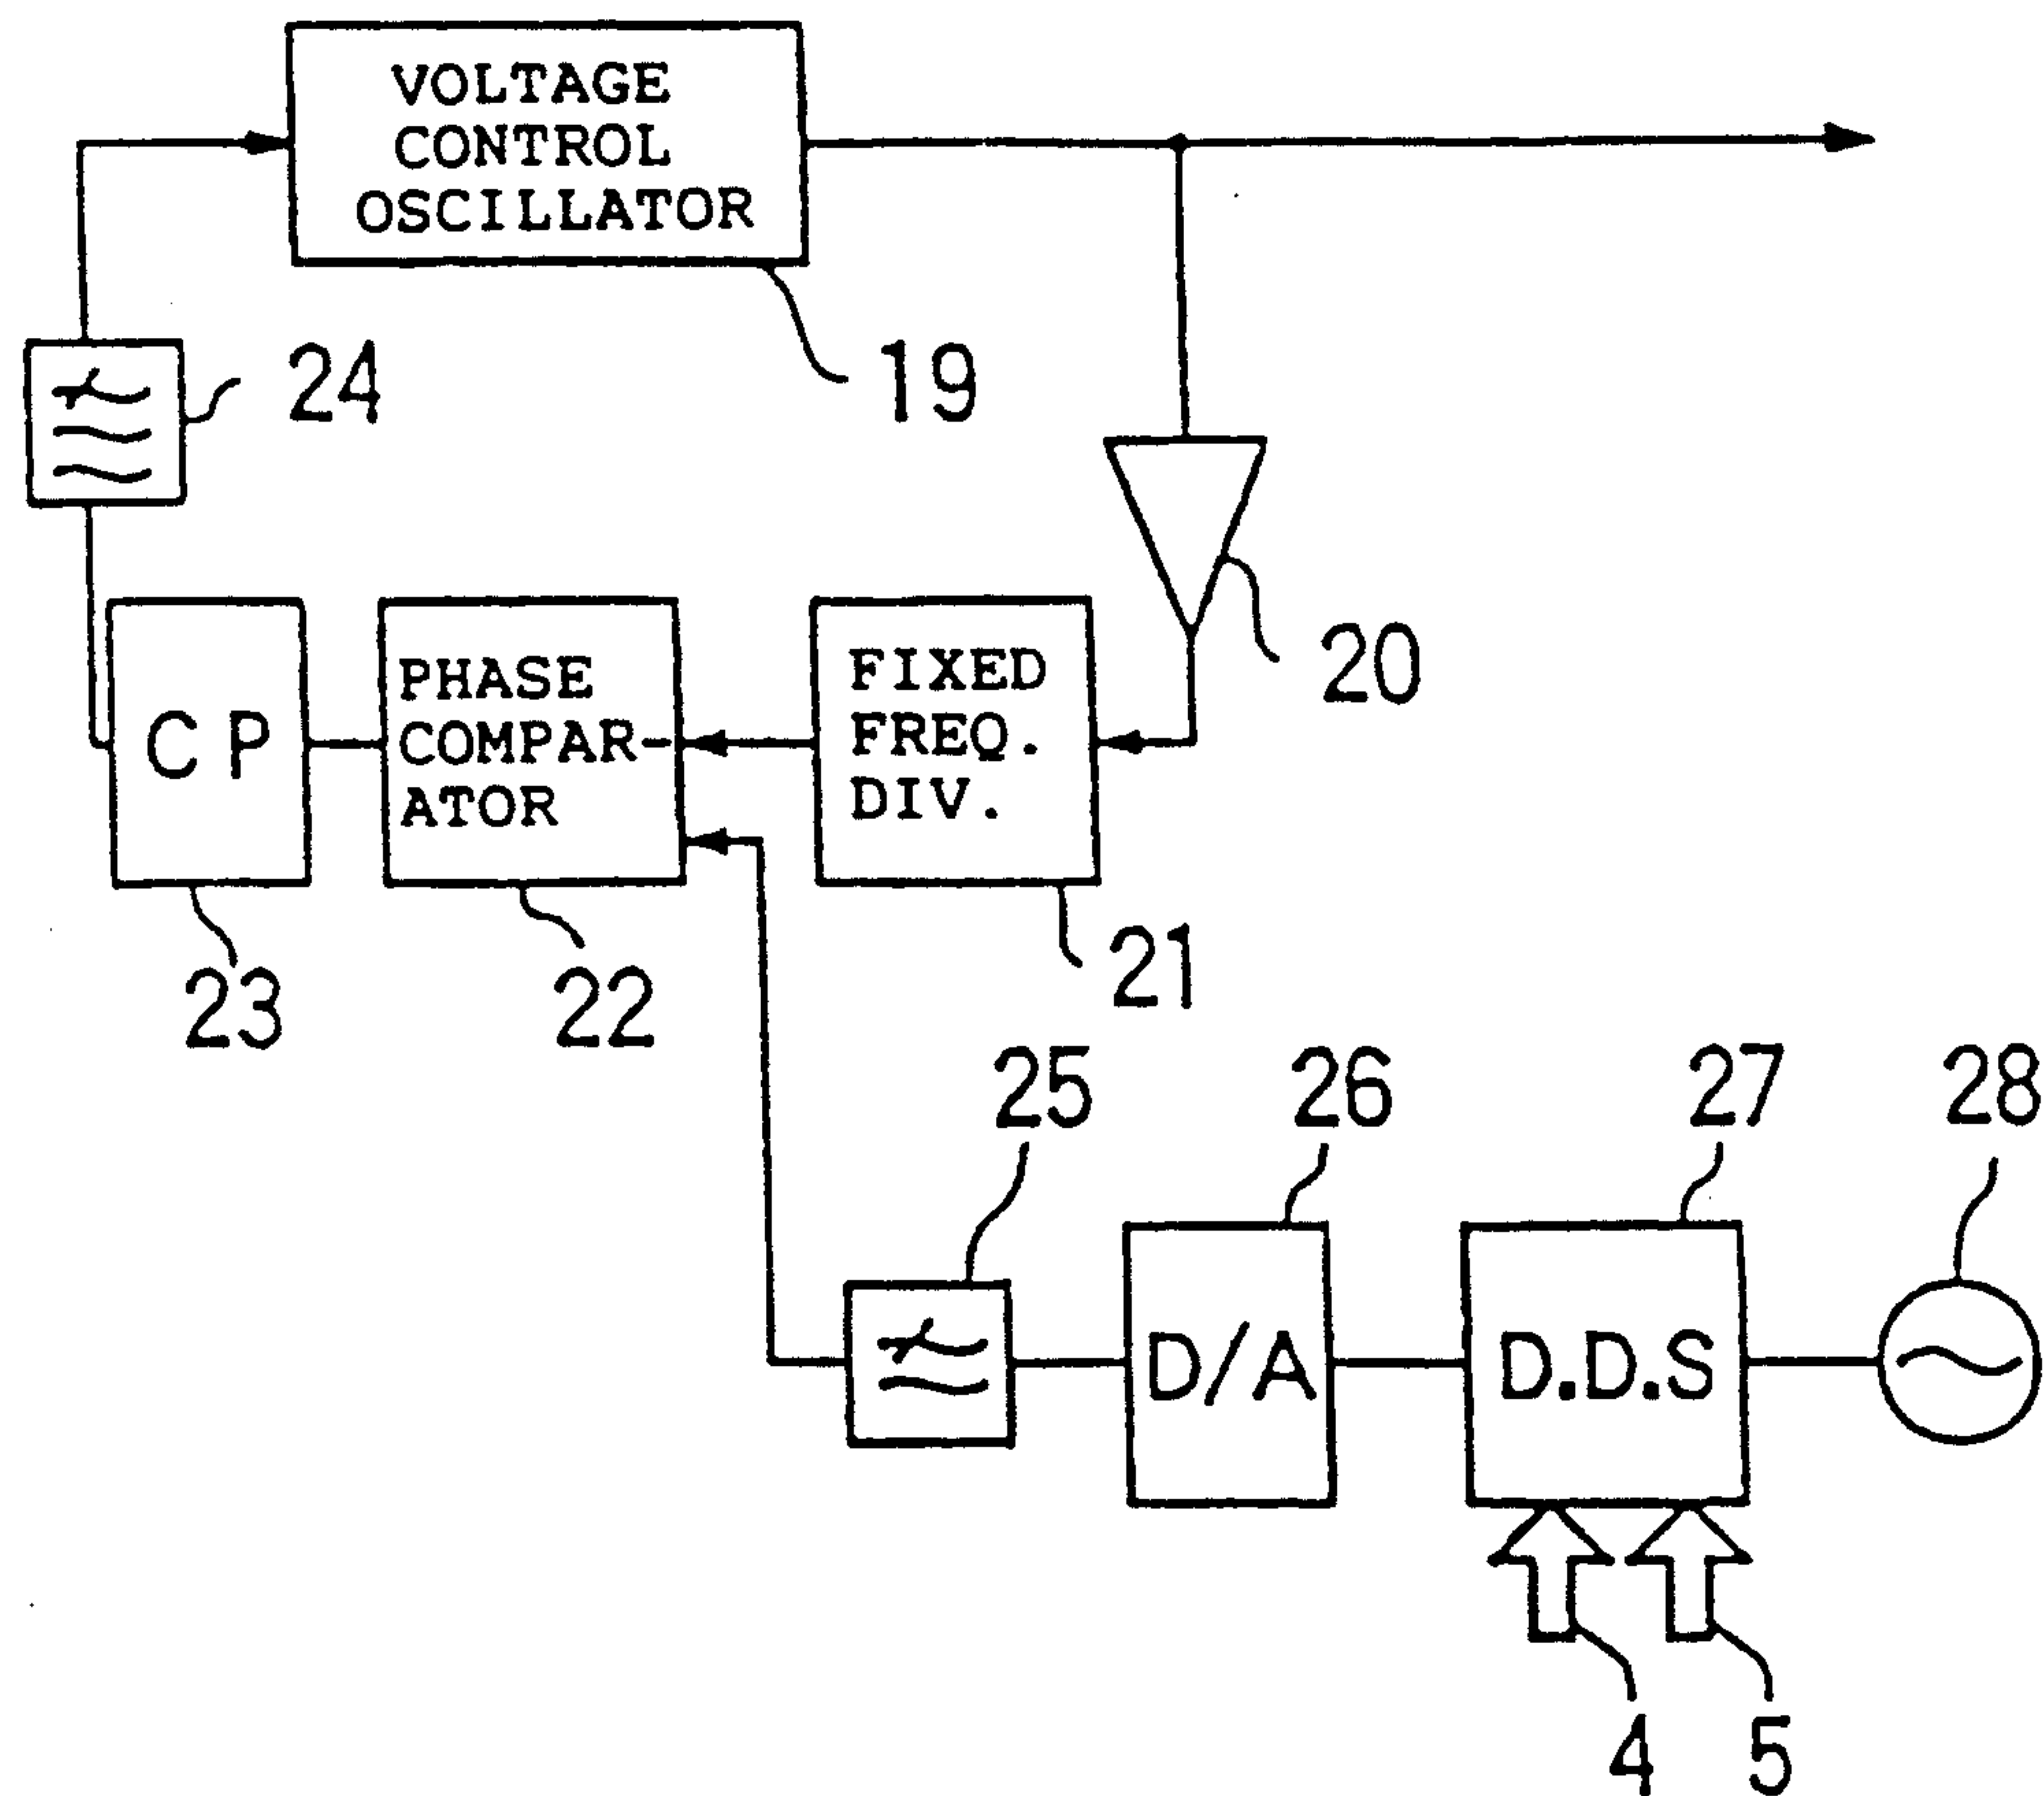 VOLTAGE
CONTROL
OSCILLATOR
24
19
20
CP
PHASE
COMPAR-
ATOR
FIXED
FREQ.
DIV.
23
22
21
25
26
27
28
D/A
D.D.S
4
5